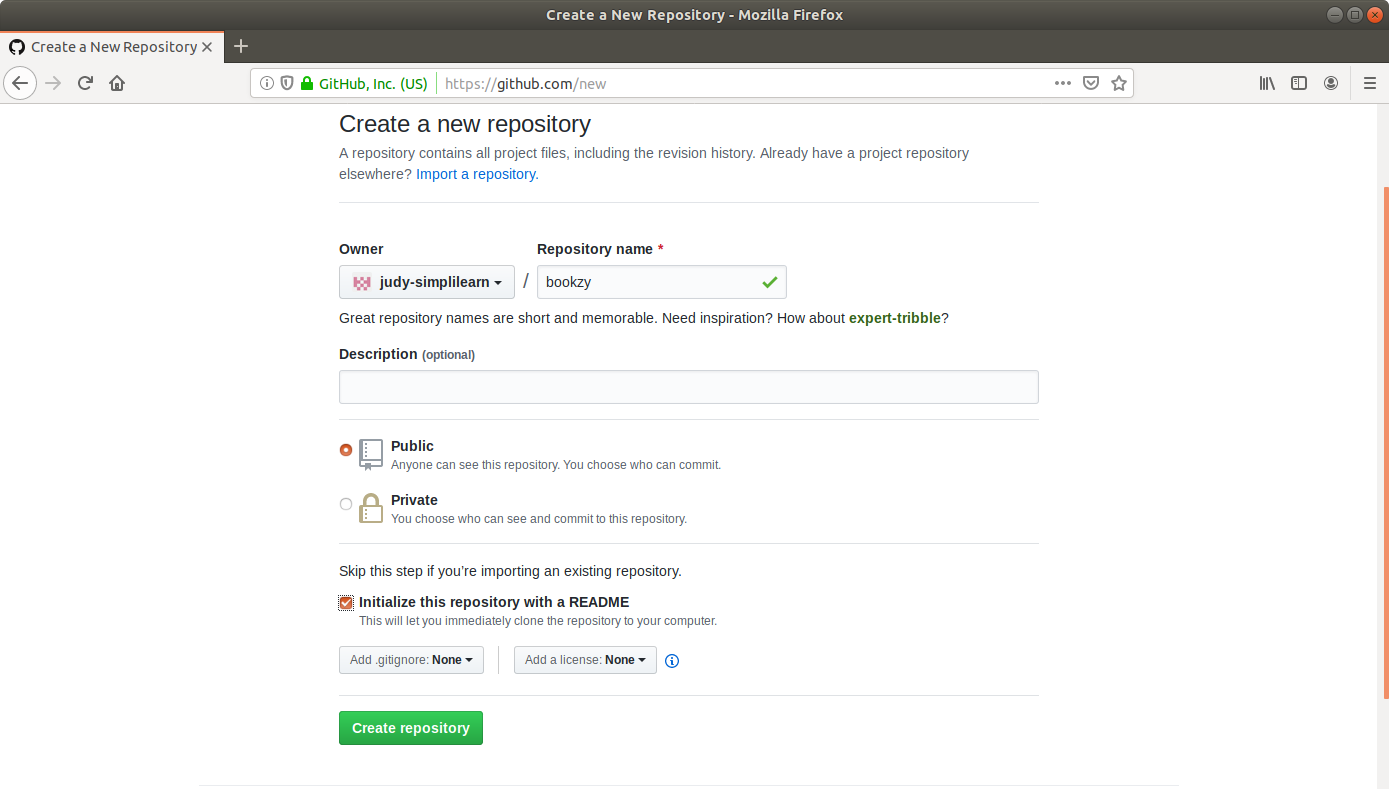 Create a New Repository - Mozilla Firefox
Create a New Repository
GitHub, Inc. (US) https://github.com/new
Create a new repository
A repository contains all project files, including the revision history. Already have a project repository
elsewhere? Import a repository.
Owner Repository name *
judy-simplilearn / bookzy
Great repository names are short and memorable. Need inspiration? How about expert-tribble?
Description (optional)
Public
Anyone can see this repository. You choose who can commit.
Private
You choose who can see and commit to this repository.
Skip this step if you’re importing an existing repository.
Initialize this repository with a README
This will let you immediately clone the repository to your computer.
Add .gitignore: None Add a license: None
Create repository